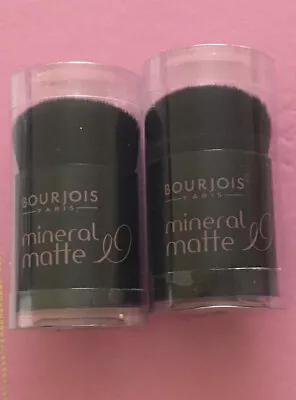 BOURJOIS
PARIS
mineral
matte
BOURJOIS
PARIS
mineral
matte